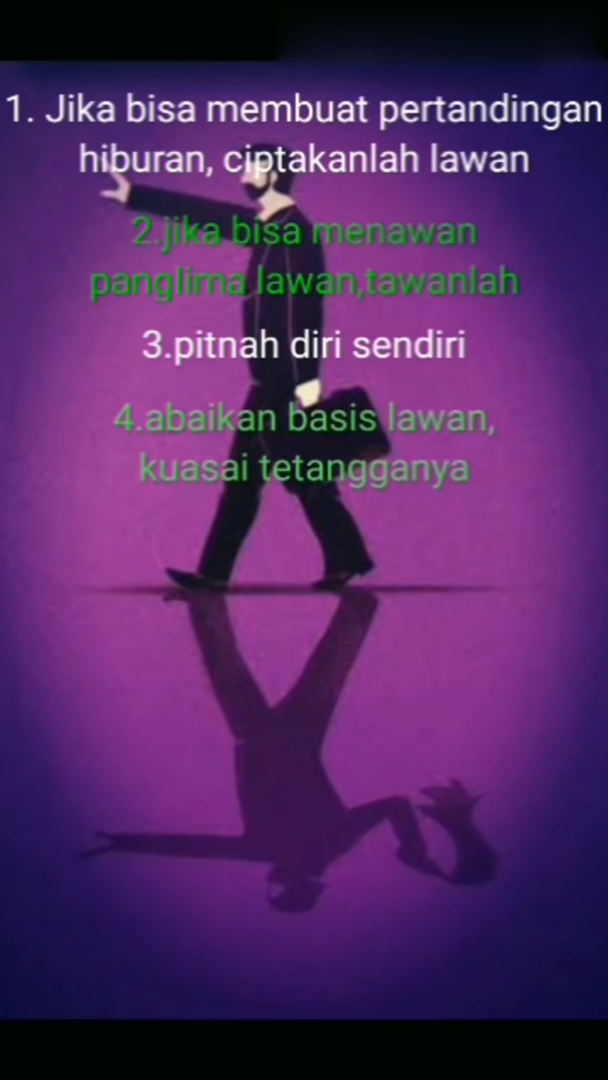 1. Jika bisa membuat pertandingan
hiburan, ciptakanlah lawan
2.jika bisa menawan
panglima lawan,tawanlah
3.pitnah diri sendiri
4.abaikan basis lawan,
kuasai tetangganya